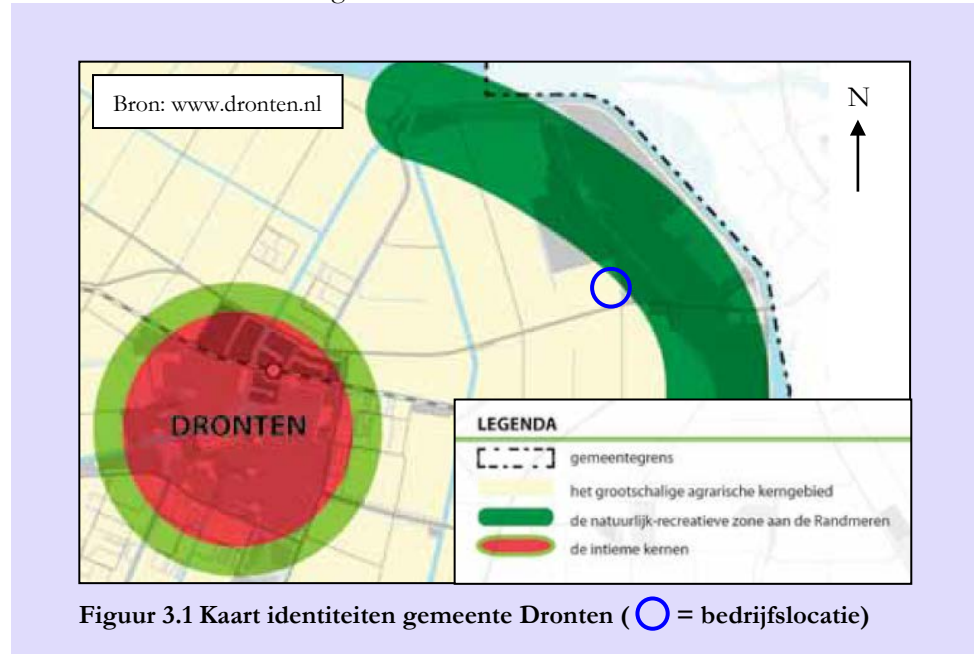 Bron: www.dronten.nl
N
DRONTEN
LEGENDA
gemeentegrens
het grootschalige agrarische kerngebied
de natuurlijk-recreatieve zone aan de Randmeren
de intieme kernen
Figuur 3.1 Kaart identiteiten gemeente Dronten ( = bedrijfslocatie)